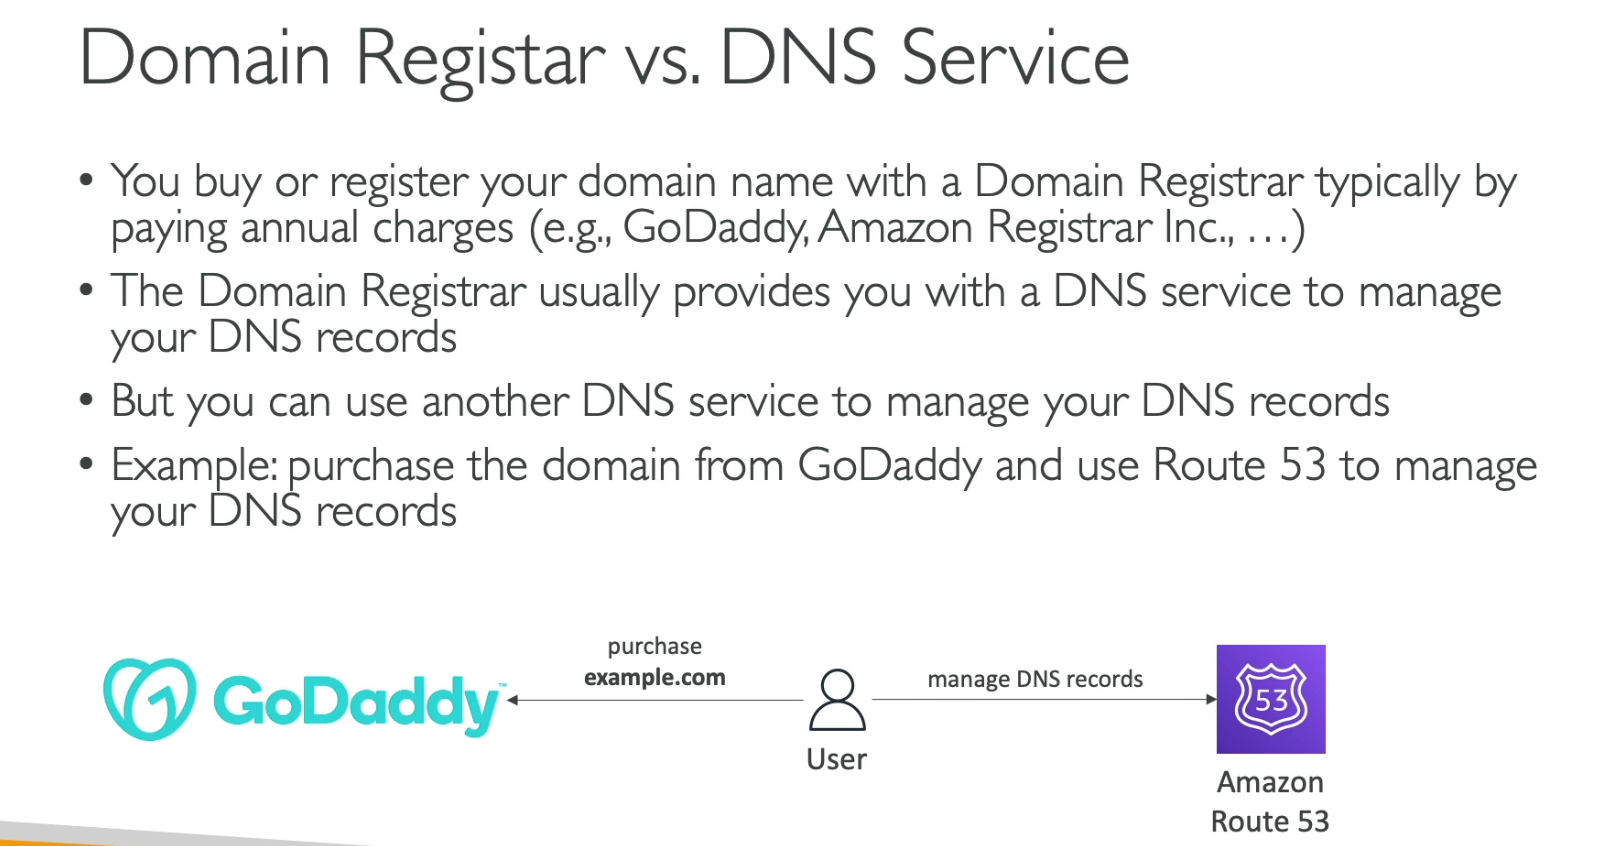 Domain Registar vs. DNS Service
• You buy or register your domain name with a Domain Registrar typically by
paying annual charges (e.g., GoDaddy, Amazon Registrar Inc., …)
• The Domain Registrar usually provides you with a DNS service to manage
your DNS records
• But you can use another DNS service to manage your DNS records
• Example: purchase the domain from GoDaddy and use Route 53 to manage
your DNS records
purchase
example.com
GoDaddy™
User
manage DNS records
53
Amazon
Route 53